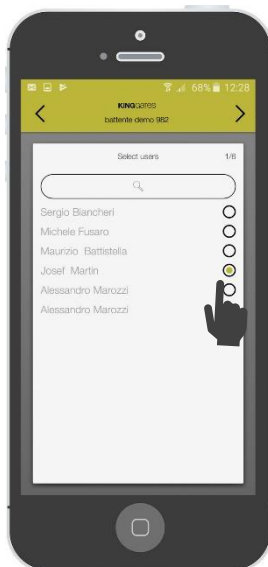 68% 12:28
KINGgates
battente demo 982
Select users 1/6
Sergio Biancheri
Michele Fusaro
Maurizio Battistella
Josef Martin
Alessandro Marozzi
Alessandro Marozzi